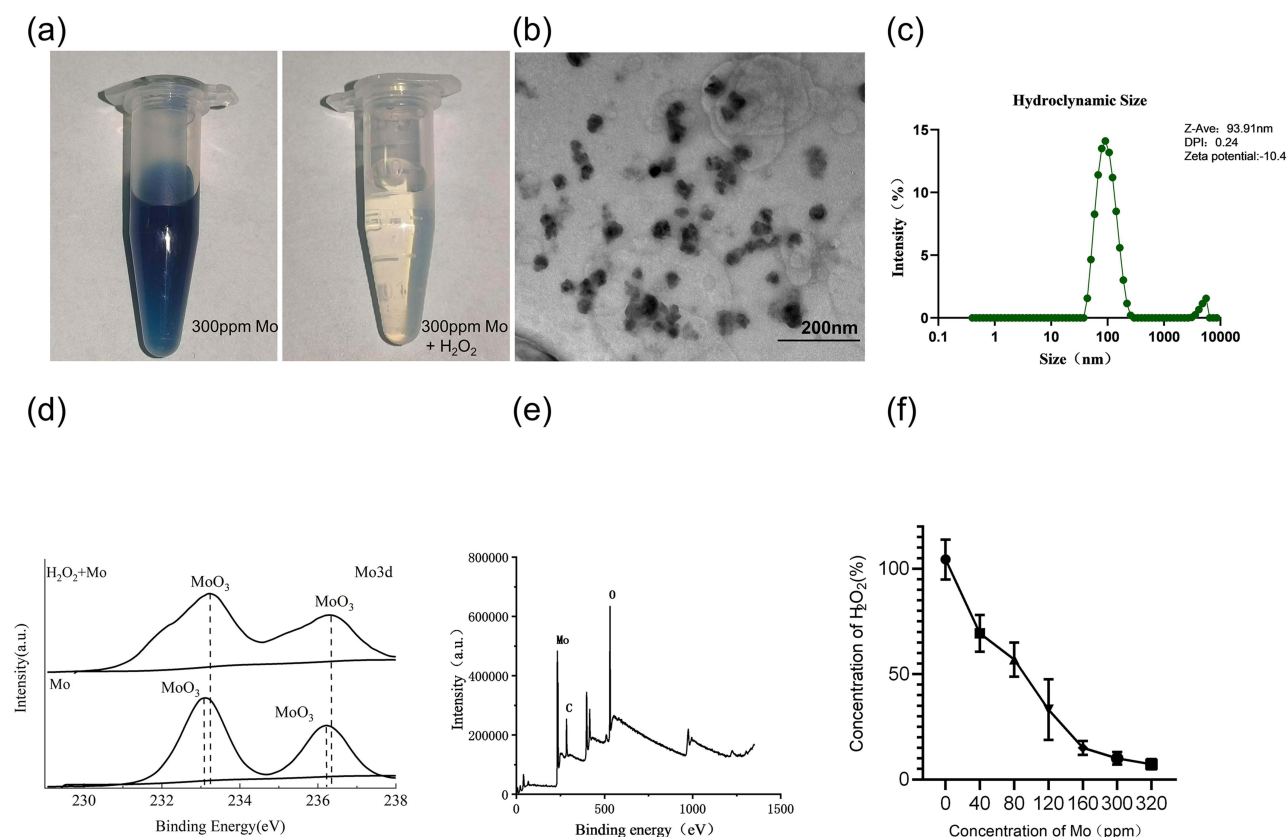 (a)
300ppm Mo
300ppm Mo
+ H₂O₂
(b)
200nm
(c)
Hydroclynamic Size
Z-Ave: 93.91nm
DPI: 0.24
Zeta potential:-10.4
Intensity (%)
15
10
5
0
0.1 1 10 100 1000 10000
Size (nm)
(d)
H₂O₂+Mo
Mo3d
MoO₃
MoO₃
Mo
MoO₃
MoO₃
Intensity(a.u.)
230 232 234 236 238
Binding Energy(eV)
(e)
Intensity (a.u.)
800000
600000
400000
200000
0
Mo
C
O
0 500 1000 1500
Binding energy (eV)
(f)
Concentration of H₂O₂(%)
100
50
0
0 40 80 120 160 300 320
Concentration of Mo (ppm)